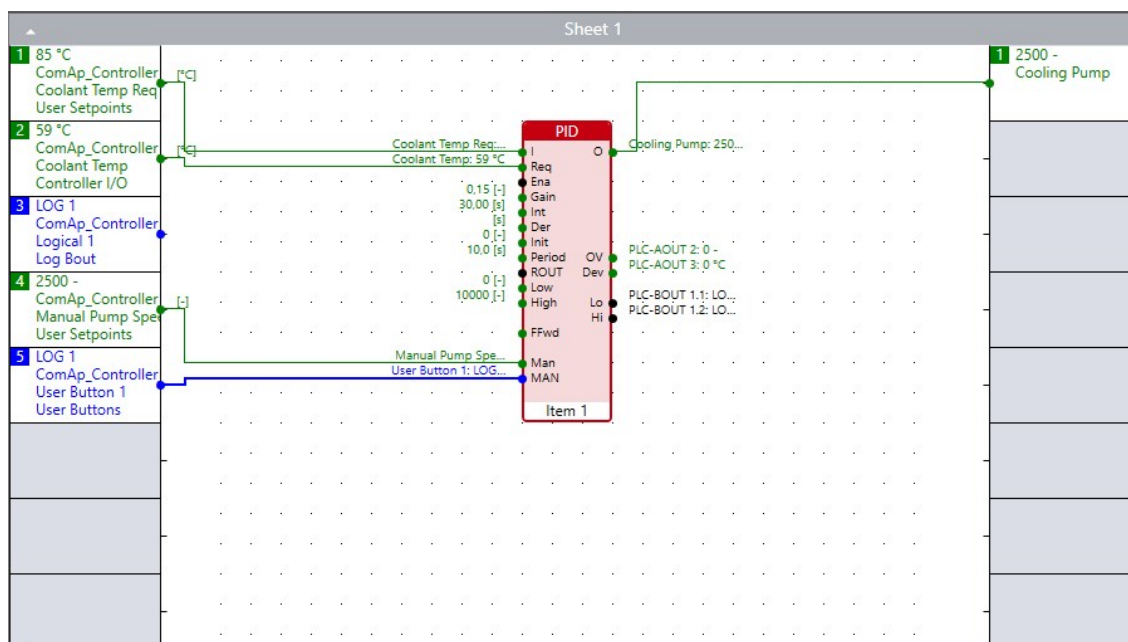 Sheet 1
1 85 °C
ComAp_Controller
Coolant Temp Req
User Setpoints
[°C]
2 59 °C
ComAp_Controller
Coolant Temp
Controller I/O
[°C]
3 LOG 1
ComAp_Controller
Logical 1
Log Bout
4 2500 -
ComAp_Controller
Manual Pump Spe
User Setpoints
[-]
5 LOG 1
ComAp_Controller
User Button 1
User Buttons
Coolant Temp Req:...
Coolant Temp: 59 °C
0,15 [-]
30,00 [s]
[s]
0 [-]
10,0 [s]
0 [-]
10000 [-]
Manual Pump Spe...
User Button 1: LOG...
PID
I O
Req
Ena
Gain
Int
Der
Init
Period OV
ROUT Dev
Low
High Lo
Hi
FFwd
Man
MAN
Item 1
Cooling Pump: 250...
PLC-AOUT 2: 0 -
PLC-AOUT 3: 0 °C
PLC-BOUT 1.1: LO...
PLC-BOUT 1.2: LO...
1 2500 -
Cooling Pump